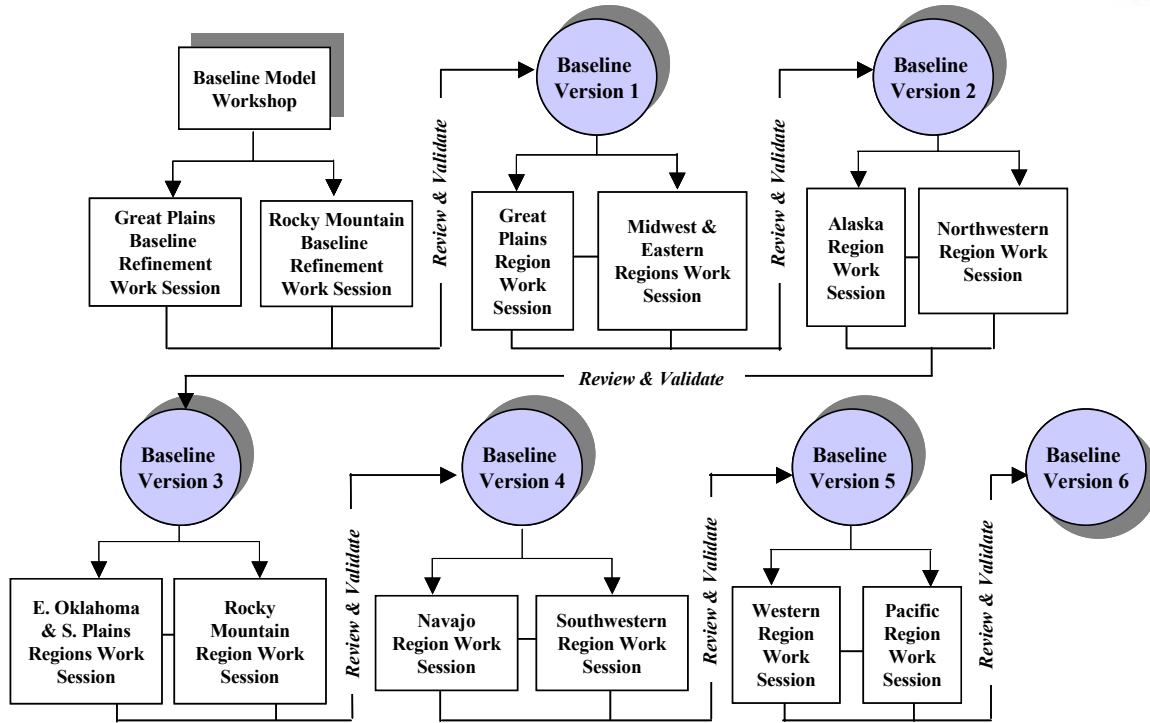 Baseline Model
Workshop
Great Plains
Baseline
Refinement
Work Session
Rocky Mountain
Baseline
Refinement
Work Session
Review & Validate
Baseline
Version 1
Great
Plains
Region
Work
Session
Midwest &
Eastern
Regions Work
Session
Review & Validate
Baseline
Version 2
Alaska
Region
Work
Session
Northwestern
Region Work
Session
Review & Validate
Baseline
Version 3
E. Oklahoma
& S. Plains
Regions Work
Session
Rocky
Mountain
Region Work
Session
Review & Validate
Baseline
Version 4
Navajo
Region Work
Session
Southwestern
Region Work
Session
Review & Validate
Baseline
Version 5
Western
Region
Work
Session
Pacific
Region
Work
Session
Review & Validate
Baseline
Version 6